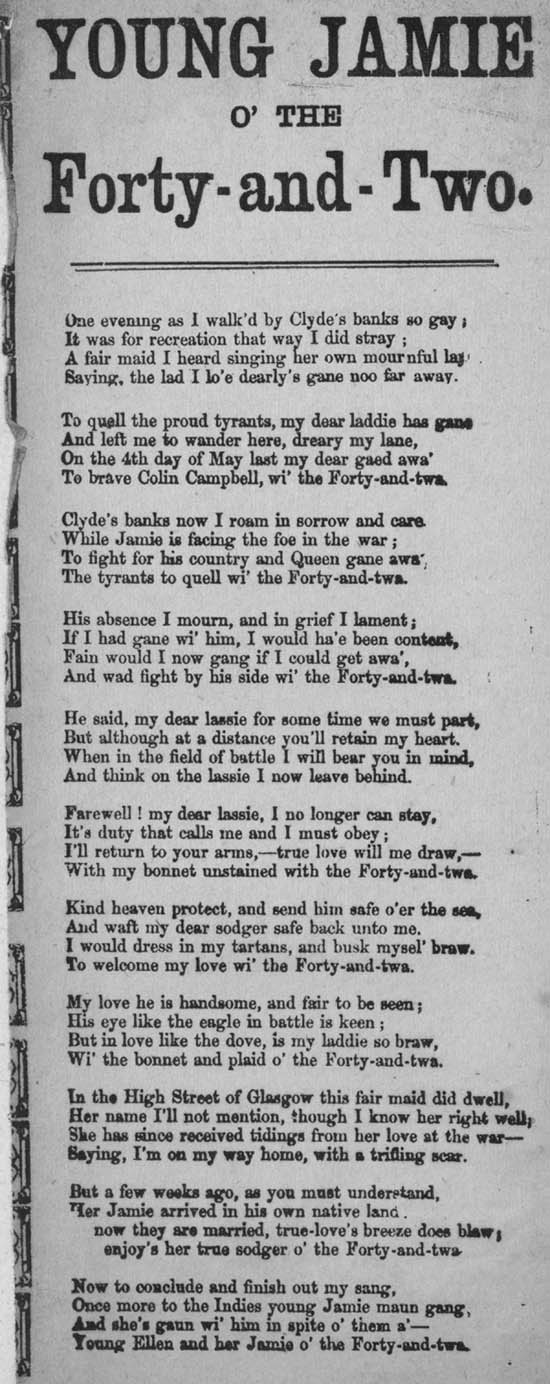 YOUNG JAMIE
O' THE
Forty-and-Two.
One evening as I walk'd by Clyde's banks so gay;
It was for recreation that way I did stray ;
A fair maid I heard singing her own mournful lay
Saying, the lad I lo'e dearly's gane noo far away.
To quell the proud tyrants, my dear laddie has gane
And left me to wander here, dreary my lane,
On the 4th day of May last my dear gaed awa'
To brave Colin Campbell, wi' the Forty-and-twa.
Clyde's banks now I roam in sorrow and care
While Jamie is facing the foe in the war ;
To fight for his country and Queen gane awa',
The tyrants to quell wi' the Forty-and-twa.
His absence I mourn, and in grief I lament;
If I had gane wi' him, I would ha'e been content,
Fain would I now gang if I could get awa',
And wad fight by his side wi' the Forty-and-twa.
He said, my dear lassie for some time we must part,
But although at a distance you'll retain my heart.
When in the field of battle I will bear you in mind,
And think on the lassie I now leave behind.
Farewell ! my dear lassie, I no longer can stay,
It's duty that calls me and I must obey ;
I'll return to your arms,—true love will me draw,—
With my bonnet unstained with the Forty-and-twa.
Kind heaven protect, and send him safe o'er the sea,
And waft my dear sodger safe back unto me.
I would dress in my tartans, and busk mysel' braw.
To welcome my love wi' the Forty-and-twa.
My love he is handsome, and fair to be seen ;
His eye like the eagle in battle is keen ;
But in love like the dove, is my laddie so braw,
Wi' the bonnet and plaid o' the Forty-and-twa.
In the High Street of Glasgow this fair maid did dwell,
Her name I'll not mention, though I know her right well;
She has since received tidings from her love at the war—
Saying, I'm on my way home, with a trifling scar.
But a few weeks ago, as you must understand,
Her Jamie arrived in his own native land.
now they are married, true-love's breeze does blaw;
enjoy's her true sodger o' the Forty-and-twa
Now to conclude and finish out my sang,
Once more to the Indies young Jamie maun gang,
And she's gaun wi' him in spite o' them a'—
Young Ellen and her Jamie o' the Forty-and-twa.